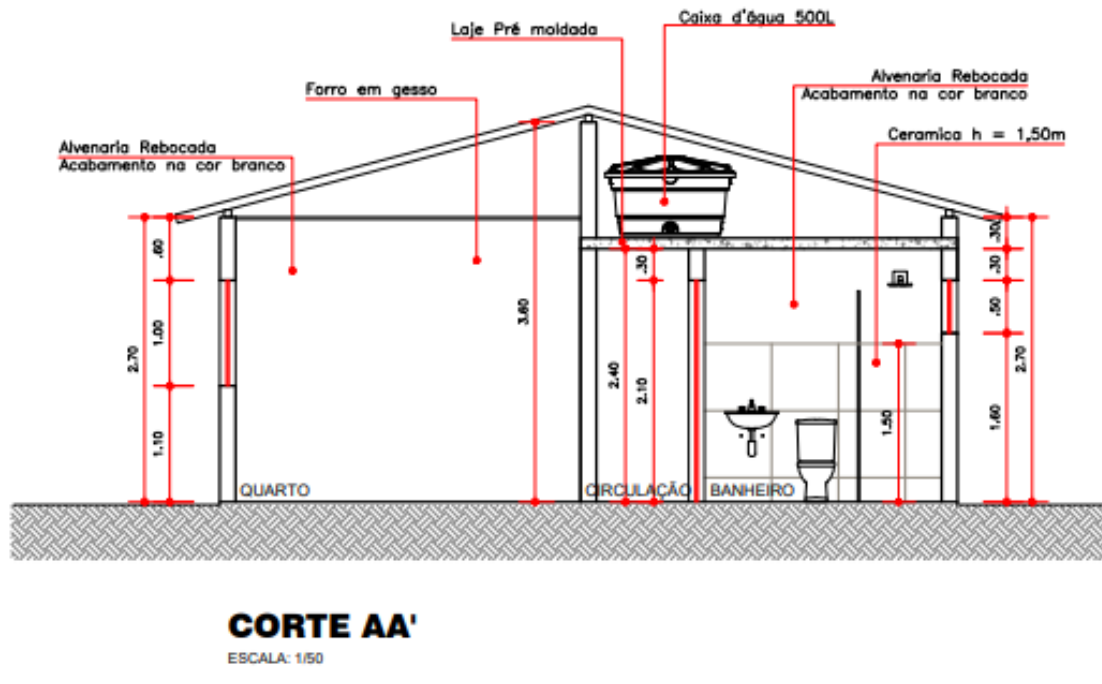 Caixa d'água 500L
Laje Pré moldada
Alvenaria Rebocada
Acabamento na cor branco
Forro em gesso
Ceramica h = 1,50m
Alvenaria Rebocada
Acabamento na cor branco
.60
1.00
2.70
1.10
3.60
.30
2.40
2.10
1.50
.30
.30
.50
2.70
1.60
QUARTO
CIRCULAÇÃO
BANHEIRO
CORTE AA'
ESCALA: 1/50